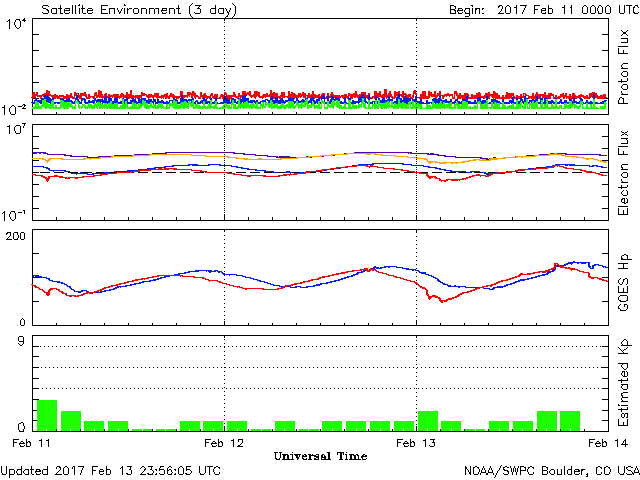 Satellite Environment (3 day) Begin: 2017 Feb 11 0000 UTC
10^4
10^-2
Proton Flux
10^7
10^-1
Electron Flux
200
0
GOES Hp
9
0
Estimated Kp
Feb 11 Feb 12 Feb 13 Feb 14
Universal Time
Updated 2017 Feb 13 23:56:05 UTC NOAA/SWPC Boulder, CO USA